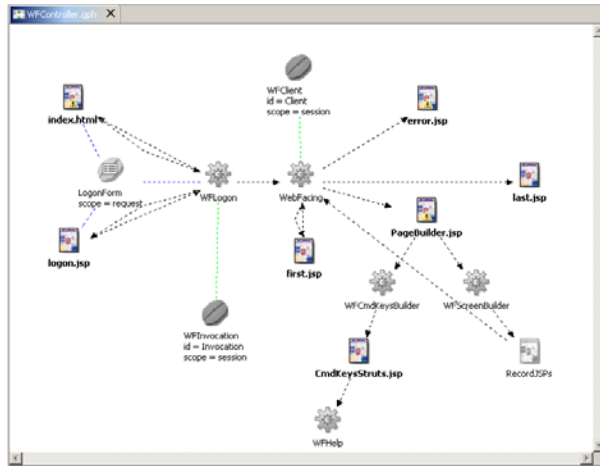 WFController.gph
WFClient
id = Client
scope = session
index.html
error.jsp
LogonForm
scope = request
WFLogon
WebFacing
last.jsp
PageBuilder.jsp
logon.jsp
first.jsp
WFCmdKeysBuilder
WFScreenBuilder
WFInvocation
id = Invocation
scope = session
CmdKeysStruts.jsp
RecordJSPs
WFHelp